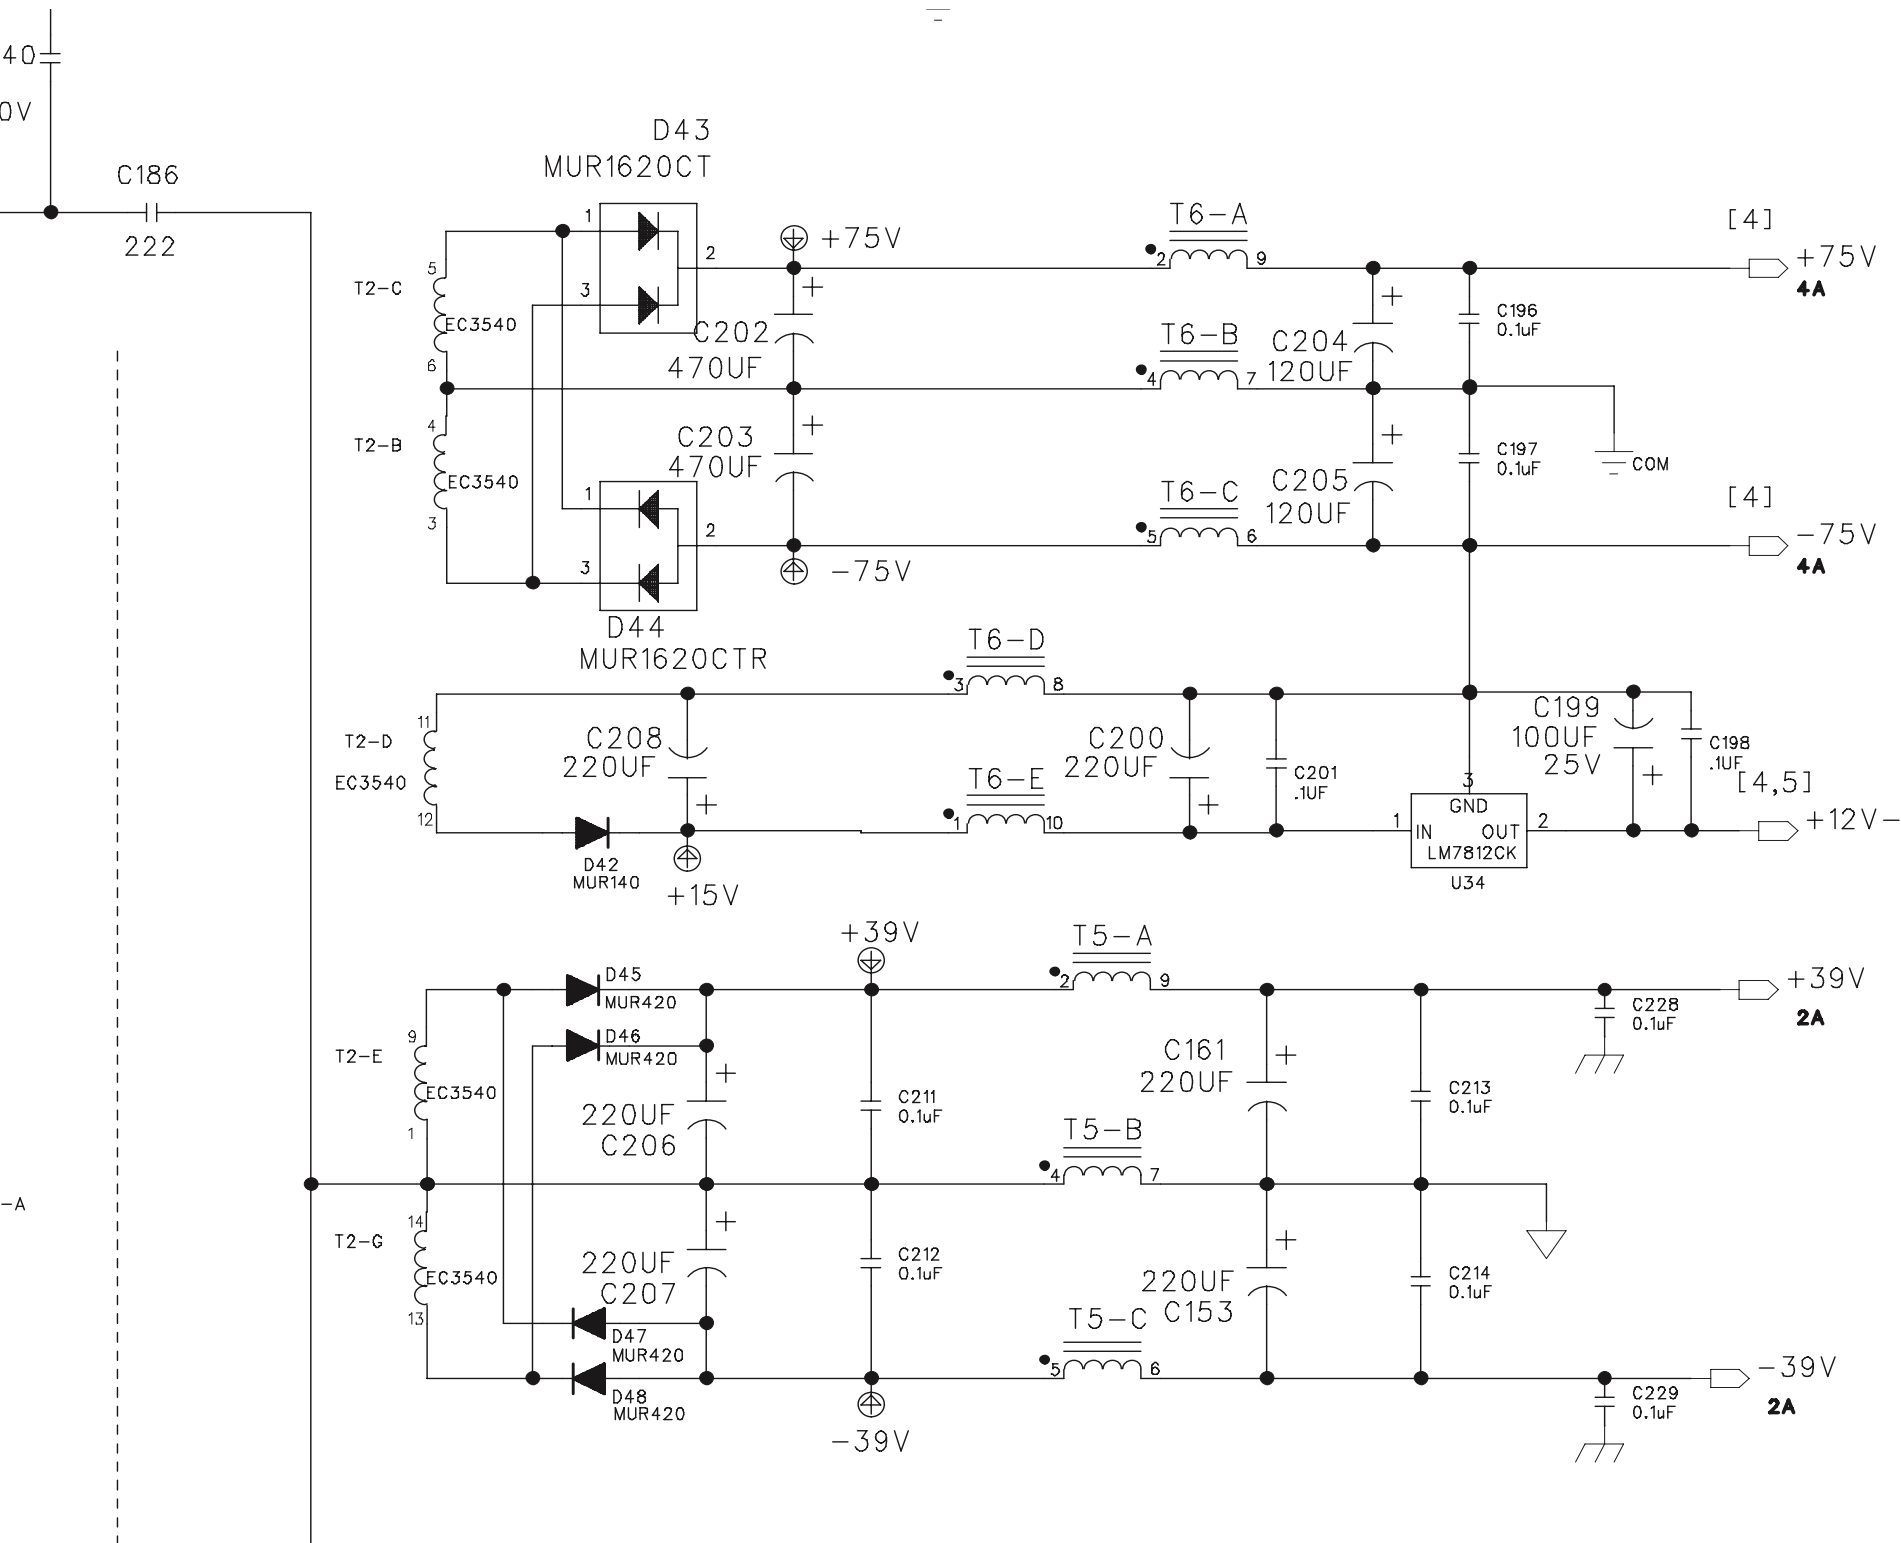 40
0V
C186
222
D43
MUR1620CT
1
2
3
+75V
T6-A
2
9
[4]
+75V
4A
T2-C
5
EC3540
6
C202
470UF
+
T6-B
4
7
C204
120UF
+
C196
0.1uF
T2-B
4
EC3540
3
C203
470UF
+
1
2
3
D44
MUR1620CTR
-75V
T6-C
5
6
C205
120UF
+
C197
0.1uF
COM
[4]
-75V
4A
T6-D
3
8
T2-D
11
EC3540
12
C208
220UF
+
D42
MUR140
+15V
T6-E
1
10
C200
220UF
+
C201
.1UF
C199
100UF
25V
+
C198
.1UF
[4,5]
+12V-
3
GND
1
IN
OUT
2
LM7812CK
U34
+39V
T5-A
2
9
+39V
2A
D45
MUR420
D46
MUR420
T2-E
9
EC3540
1
+
220UF
C206
C211
0.1uF
T5-B
4
7
C161
220UF
+
C213
0.1uF
C228
0.1uF
-A
T2-G
14
EC3540
13
+
220UF
C207
C212
0.1uF
D47
MUR420
D48
MUR420
-39V
T5-C
5
6
+
220UF
C153
C214
0.1uF
C229
0.1uF
-39V
2A